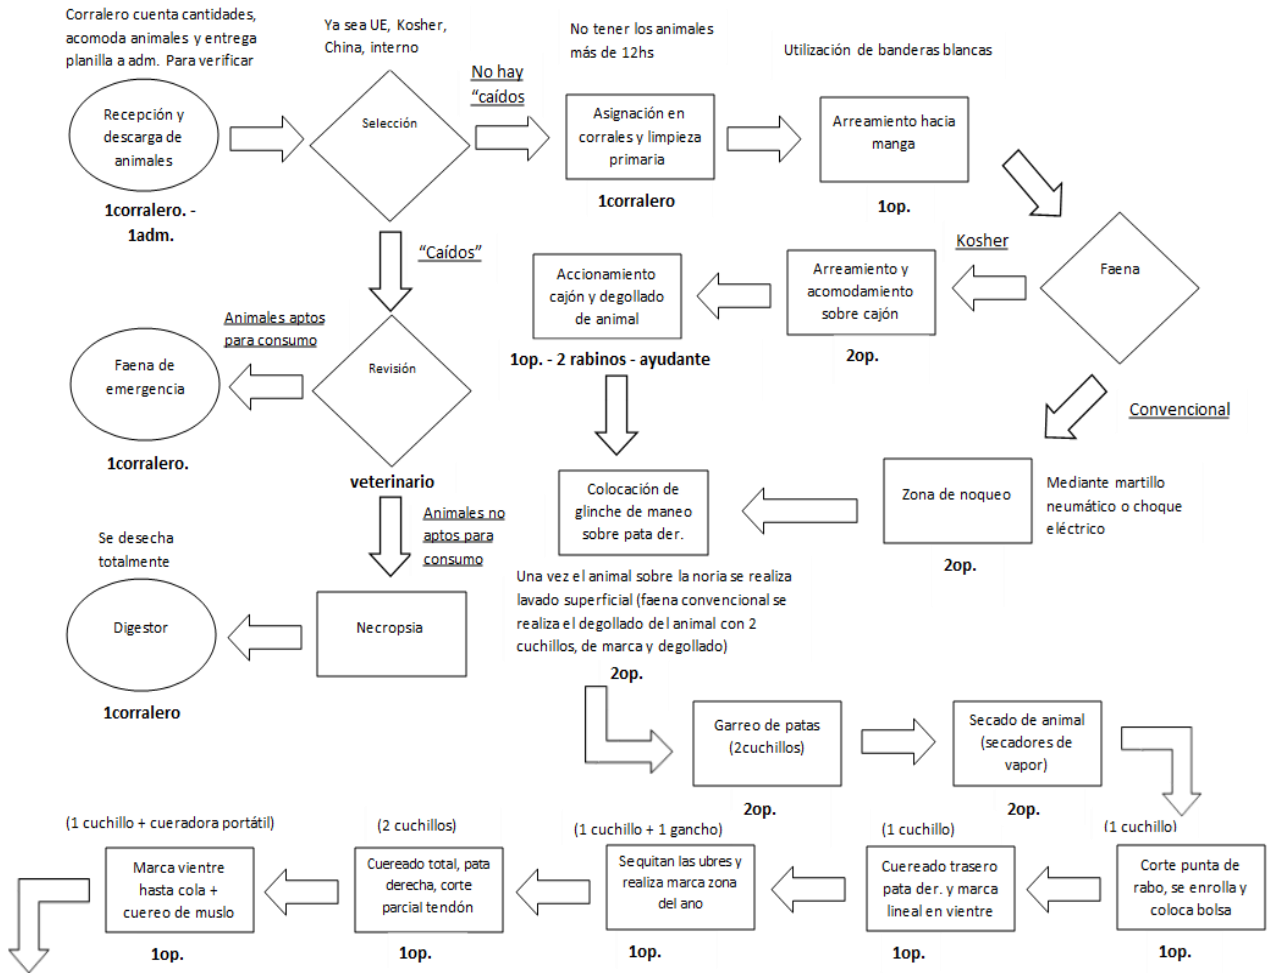 Corralero cuenta cantidades,
acomoda animales y entrega
planilla a adm. Para verificar
Recepción y
descarga de
animales
1corralero. -
1adm.
Ya sea UE, Kosher,
China, interno
Selección
No hay
"caídos
No tener los animales
más de 12hs
Asignación en
corrales y limpieza
primaria
1corralero
Utilización de banderas blancas
Arreamiento hacia
manga
1op.
Faena
Kosher
Arreamiento y
acomodamiento
sobre cajón
2op.
Accionamiento
cajón y degollado
de animal
1op. - 2 rabinos - ayudante
"Caídos"
Revisión
veterinario
Animales aptos
para consumo
Faena de
emergencia
1corralero.
Animales no
aptos para
consumo
Necropsia
Se desecha
totalmente
Digestor
1corralero
Convencional
Zona de noqueo
2op.
Mediante martillo
neumático o choque
eléctrico
Colocación de
glinche de maneo
sobre pata der.
Una vez el animal sobre la noria se realiza
lavado superficial (faena convencional se
realiza el degollado del animal con 2
cuchillos, de marca y degollado)
2op.
Garreo de patas
(2cuchillos)
2op.
Secado de animal
(secadores de
vapor)
2op.
(1 cuchillo)
Corte punta de
rabo, se enrolla y
coloca bolsa
1op.
(1 cuchillo)
Cuereado trasero
pata der. y marca
lineal en vientre
1op.
(1 cuchillo + 1 gancho)
Se quitan las ubres y
realiza marca zona
del ano
1op.
(2 cuchillos)
Cuereado total, pata
derecha, corte
parcial tendón
1op.
(1 cuchillo + cueradora portátil)
Marca vientre
hasta cola +
cuereo de muslo
1op.